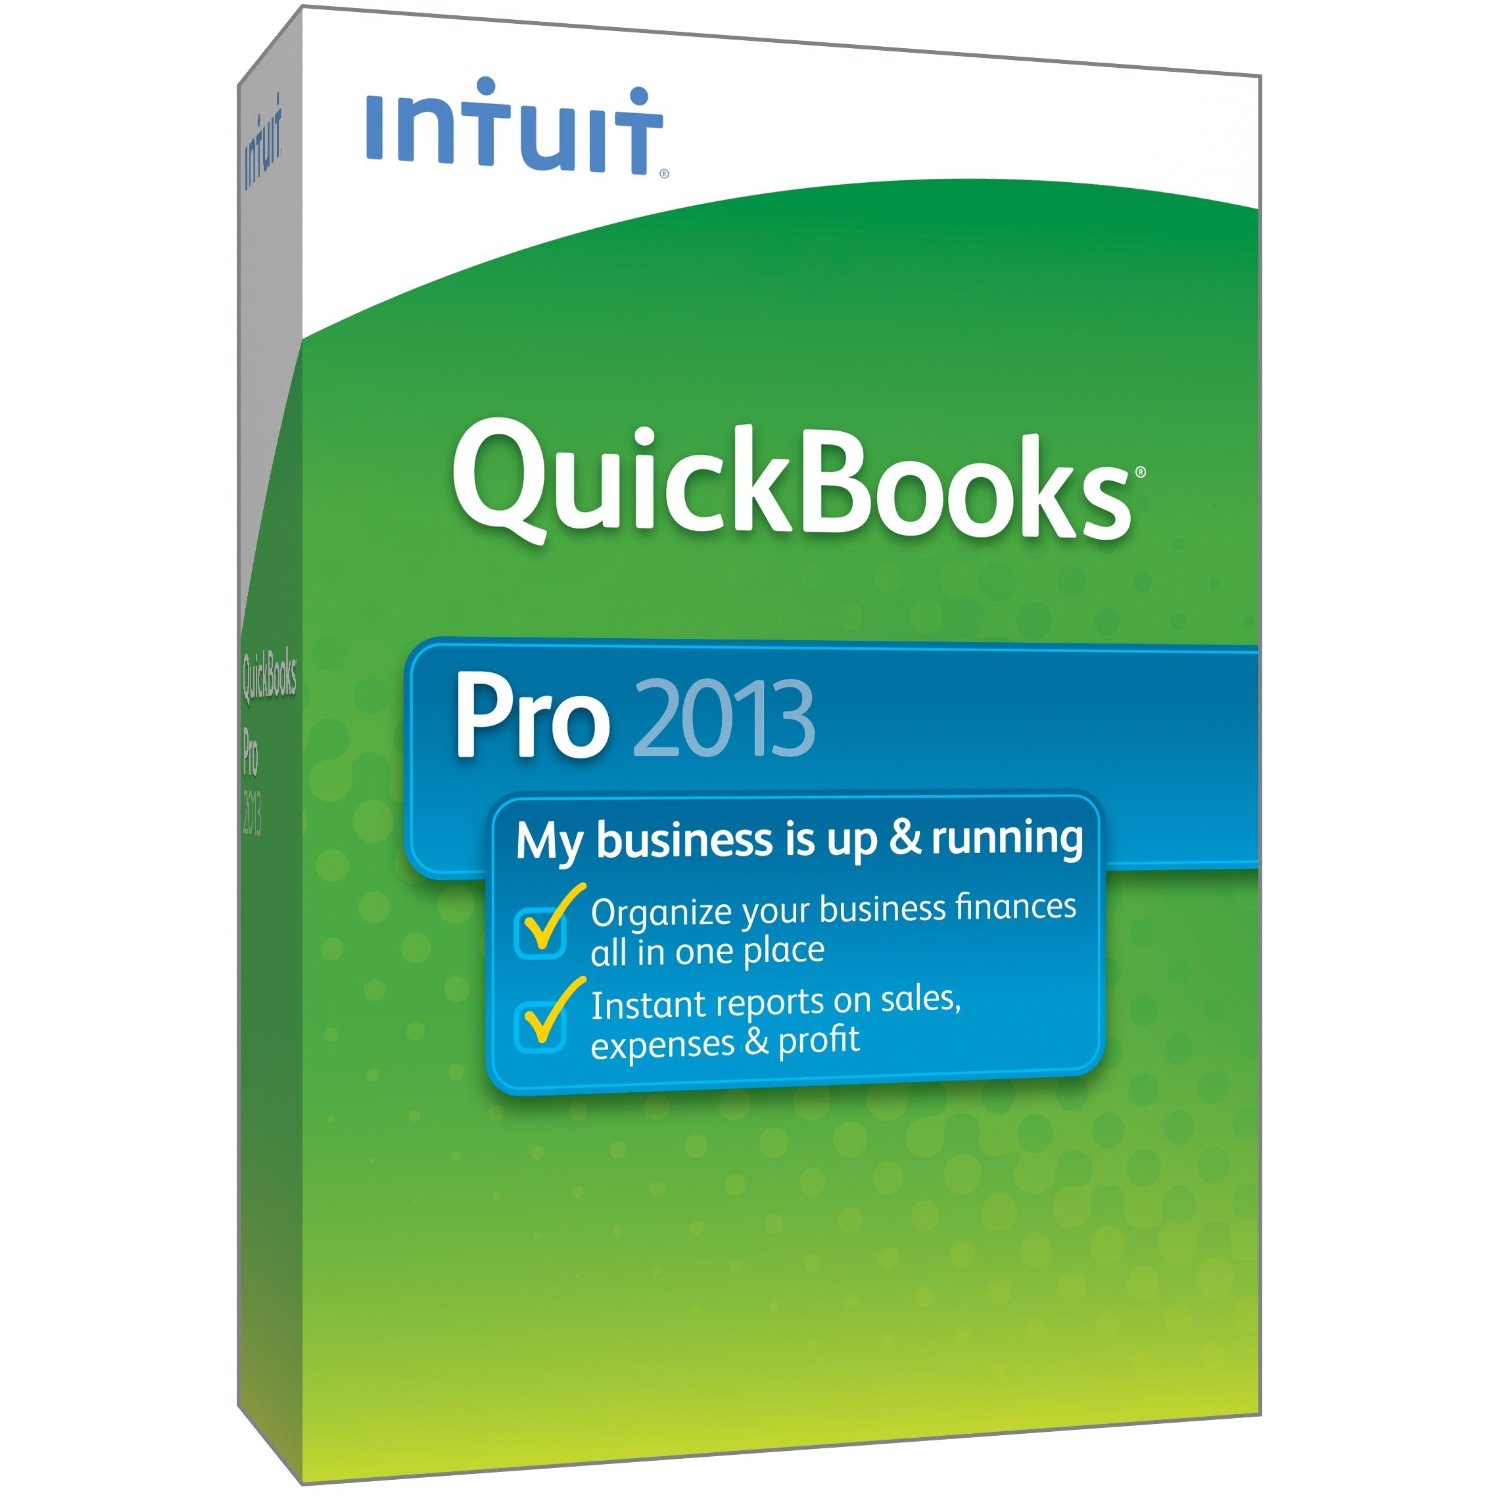 intuit®
intuit
QuickBooks®
Pro 2013
My business is up & running
Organize your business finances
all in one place
Instant reports on sales,
expenses & profit
QuickBooks
Pro
2013